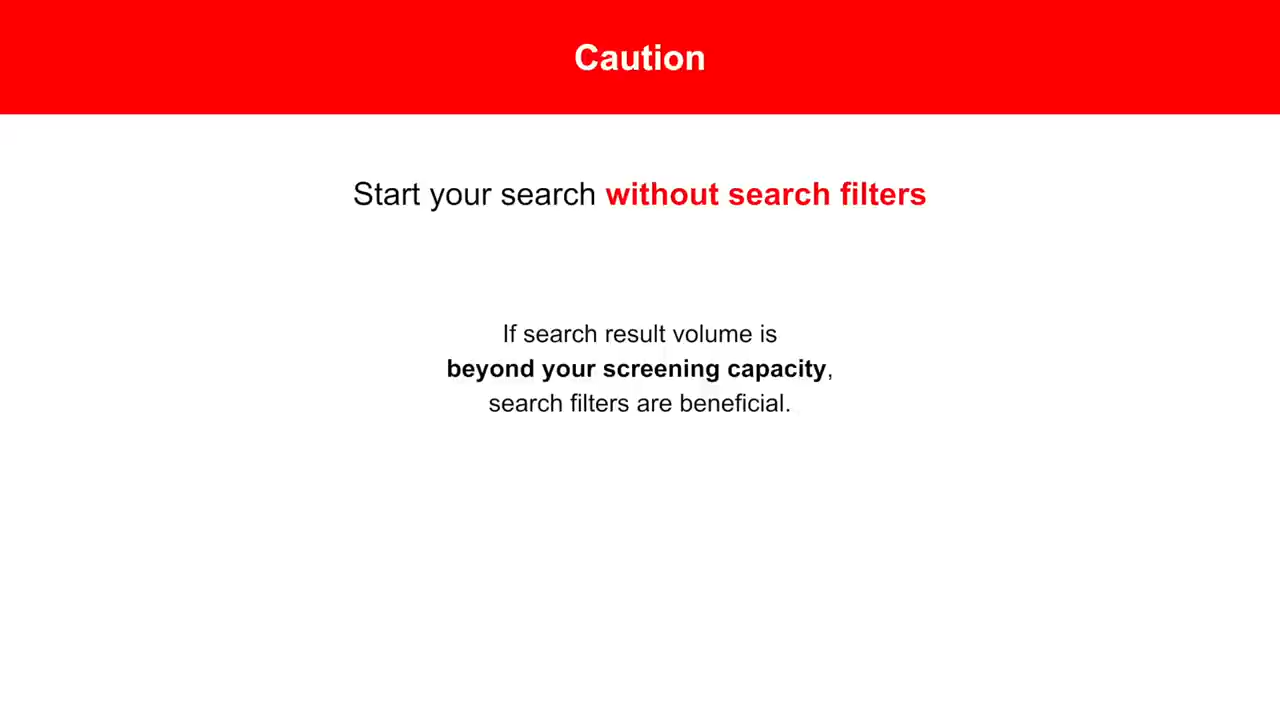 Caution
Start your search without search filters
If search result volume is
beyond your screening capacity,
search filters are beneficial.